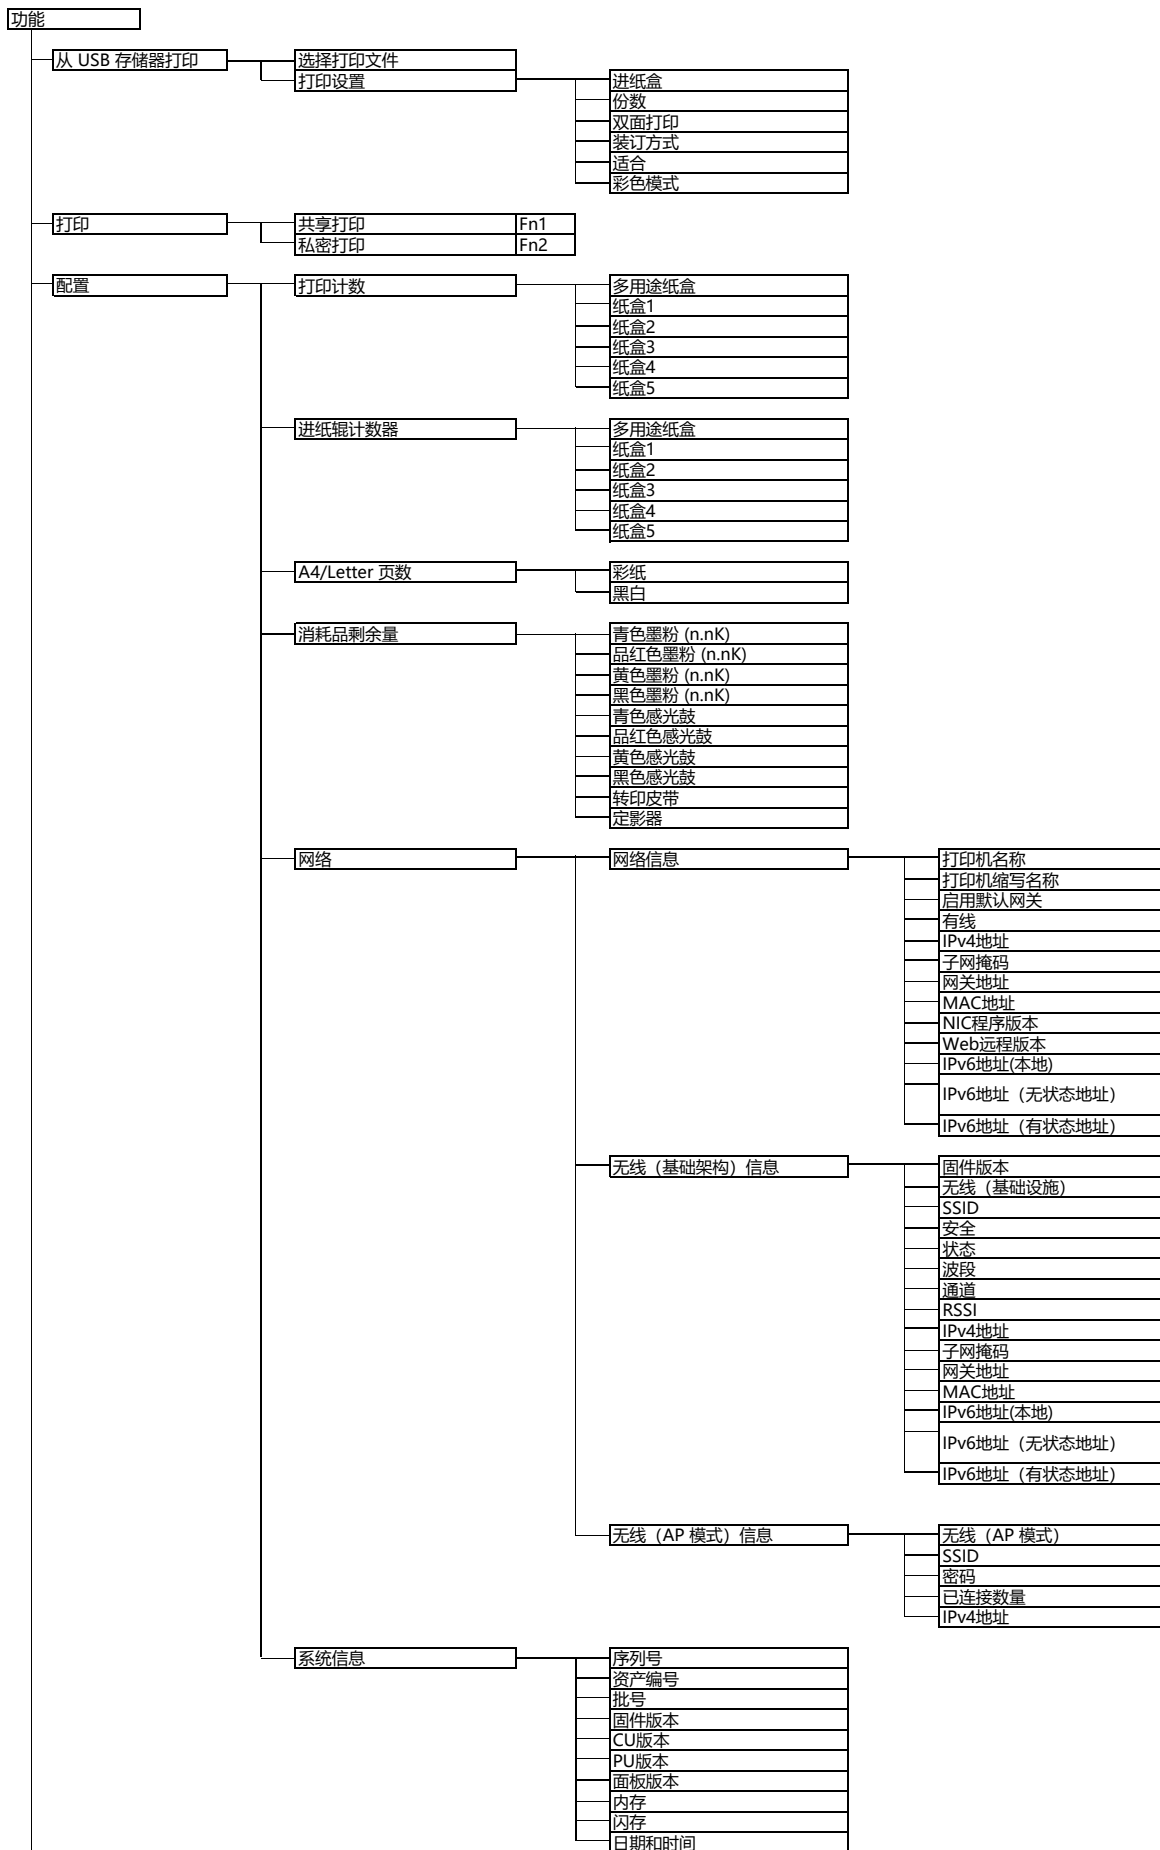 功能
从 USB 存储器打印
选择打印文件
打印设置
进纸盒
份数
双面打印
装订方式
适合
彩色模式
打印
共享打印 Fn1
私密打印 Fn2
配置
打印计数
多用途纸盒
纸盒1
纸盒2
纸盒3
纸盒4
纸盒5
进纸辊计数器
多用途纸盒
纸盒1
纸盒2
纸盒3
纸盒4
纸盒5
A4/Letter 页数
彩纸
黑白
消耗品剩余量
青色墨粉 (n.nK)
品红色墨粉 (n.nK)
黄色墨粉 (n.nK)
黑色墨粉 (n.nK)
青色感光鼓
品红色感光鼓
黄色感光鼓
黑色感光鼓
转印皮带
定影器
网络
网络信息
打印机名称
打印机缩写名称
启用默认网关
有线
IPv4地址
子网掩码
网关地址
MAC地址
NIC程序版本
Web远程版本
IPv6地址(本地)
IPv6地址（无状态地址）
IPv6地址（有状态地址）
无线（基础架构）信息
固件版本
无线（基础设施）
SSID
安全
状态
波段
通道
RSSI
IPv4地址
子网掩码
网关地址
MAC地址
IPv6地址(本地)
IPv6地址（无状态地址）
IPv6地址（有状态地址）
无线（AP 模式）信息
无线（AP 模式）
SSID
密码
已连接数量
IPv4地址
系统信息
序列号
资产编号
批号
固件版本
CU版本
PU版本
面板版本
内存
闪存
日期和时间